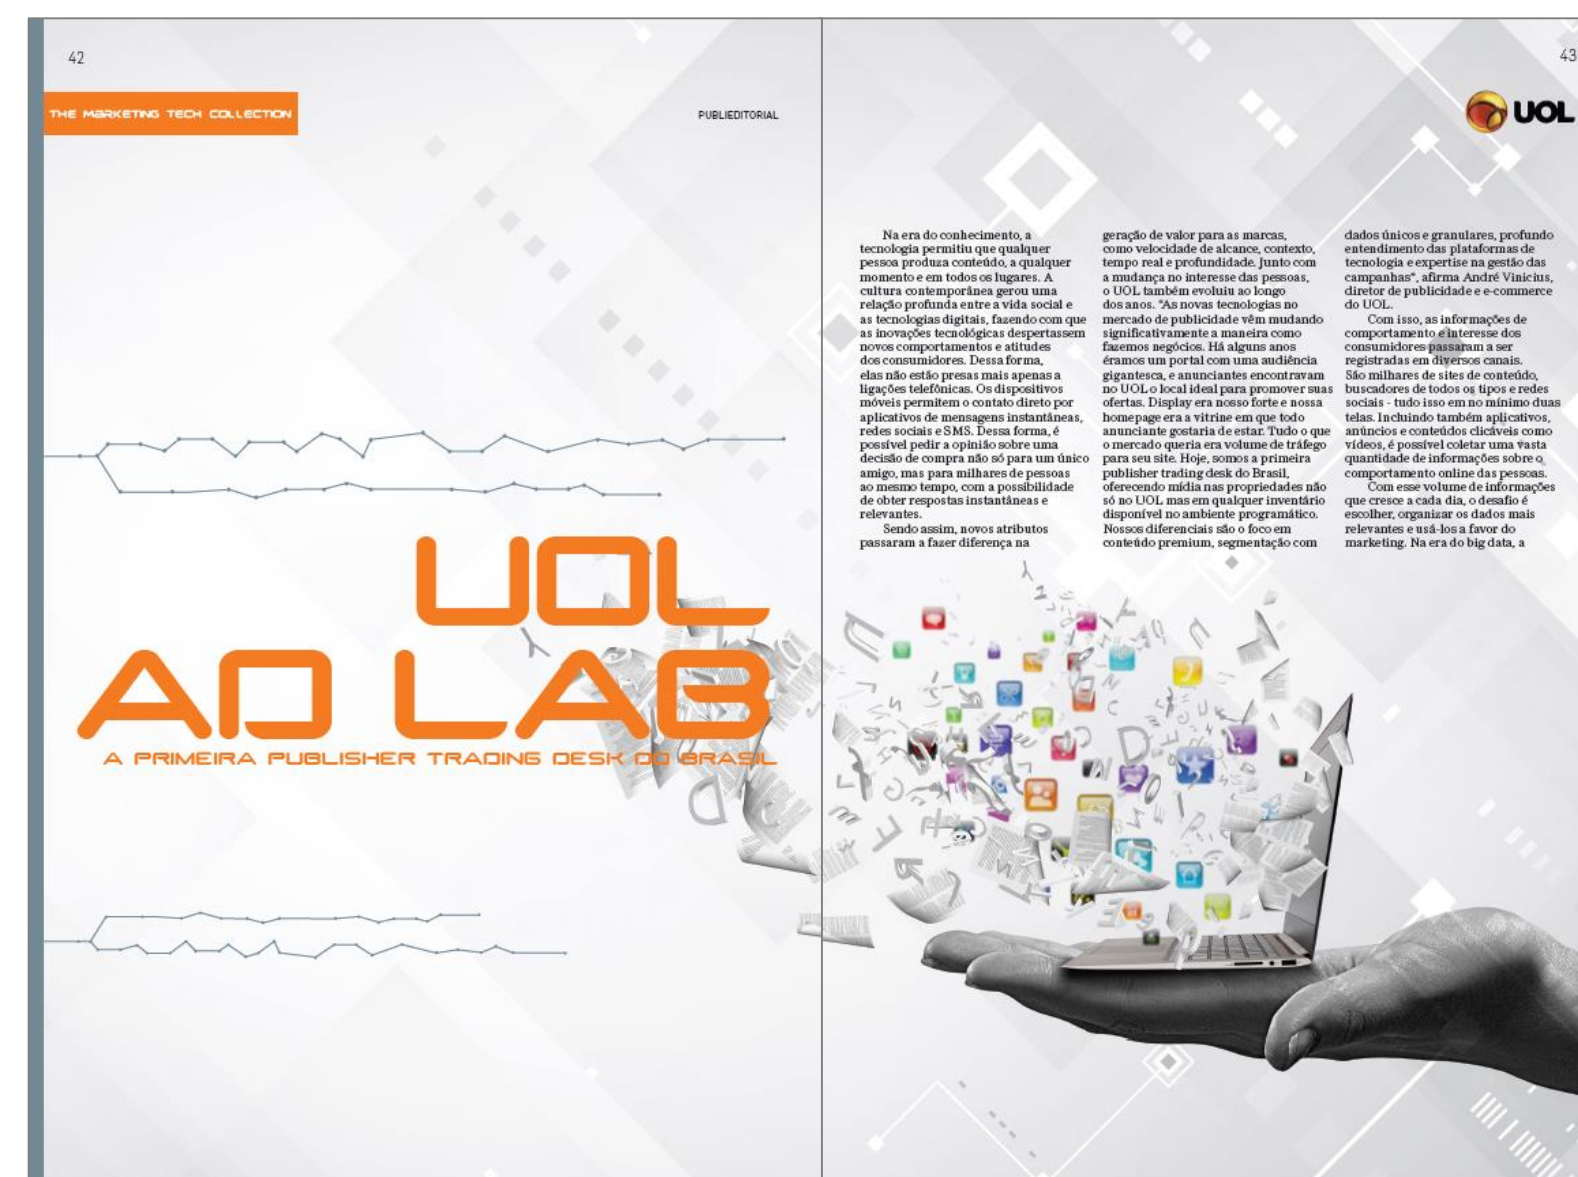 42
THE MARKETING TECH COLLECTION
PUBLIEDITORIAL
UOL
AD LAB
A PRIMEIRA PUBLISHER TRADING DESK DO BRASIL
43
UOL
Na era do conhecimento, a
tecnologia permitiu que qualquer
pessoa produza conteúdo, a qualquer
momento e em todos os lugares. A
cultura contemporânea gerou uma
relação profunda entre a vida social e
as tecnologias digitais, fazendo com que
as inovações tecnológicas despertassem
novos comportamentos e atitudes
dos consumidores. Dessa forma,
elas não estão presas mais apenas a
ligações telefônicas. Os dispositivos
móveis permitem o contato direto por
aplicativos de mensagens instantâneas,
redes sociais e SMS. Dessa forma, é
possível pedir a opinião sobre uma
decisão de compra não só para um único
amigo, mas para milhares de pessoas
ao mesmo tempo, com a possibilidade
de obter respostas instantâneas e
relevantes.
Sendo assim, novos atributos
passaram a fazer diferença na
geração de valor para as marcas,
como velocidade de alcance, contexto,
tempo real e profundidade. Junto com
a mudança no interesse das pessoas,
o UOL também evoluiu ao longo
dos anos. "As novas tecnologias no
mercado de publicidade vêm mudando
significativamente a maneira como
fazemos negócios. Há alguns anos
éramos um portal com uma audiência
gigantesca, e anunciantes encontravam
no UOL o local ideal para promover suas
ofertas. Display era nosso forte e nossa
homepage era a vitrine em que todo
anunciante gostaria de estar. Tudo o que
o mercado queria era volume de tráfego
para seu site. Hoje, somos a primeira
publisher trading desk do Brasil,
oferecendo mídia nas propriedades não
só no UOL mas em qualquer inventário
disponível no ambiente programático.
Nossos diferenciais são o foco em
conteúdo premium, segmentação com
dados únicos e granulares, profundo
entendimento das plataformas de
tecnologia e expertise na gestão das
campanhas", afirma André Vinicius,
diretor de publicidade e e-commerce
do UOL.
Com isso, as informações de
comportamento e interesse dos
consumidores passaram a ser
registradas em diversos canais.
São milhares de sites de conteúdo,
buscadores de todos os tipos e redes
sociais - tudo isso em no mínimo duas
telas. Incluindo também aplicativos,
anúncios e conteúdos clicáveis como
vídeos, é possível coletar uma vasta
quantidade de informações sobre o
comportamento online das pessoas.
Com esse volume de informações
que cresce a cada dia, o desafio é
escolher, organizar os dados mais
relevantes e usá-los a favor do
marketing. Na era do big data, a